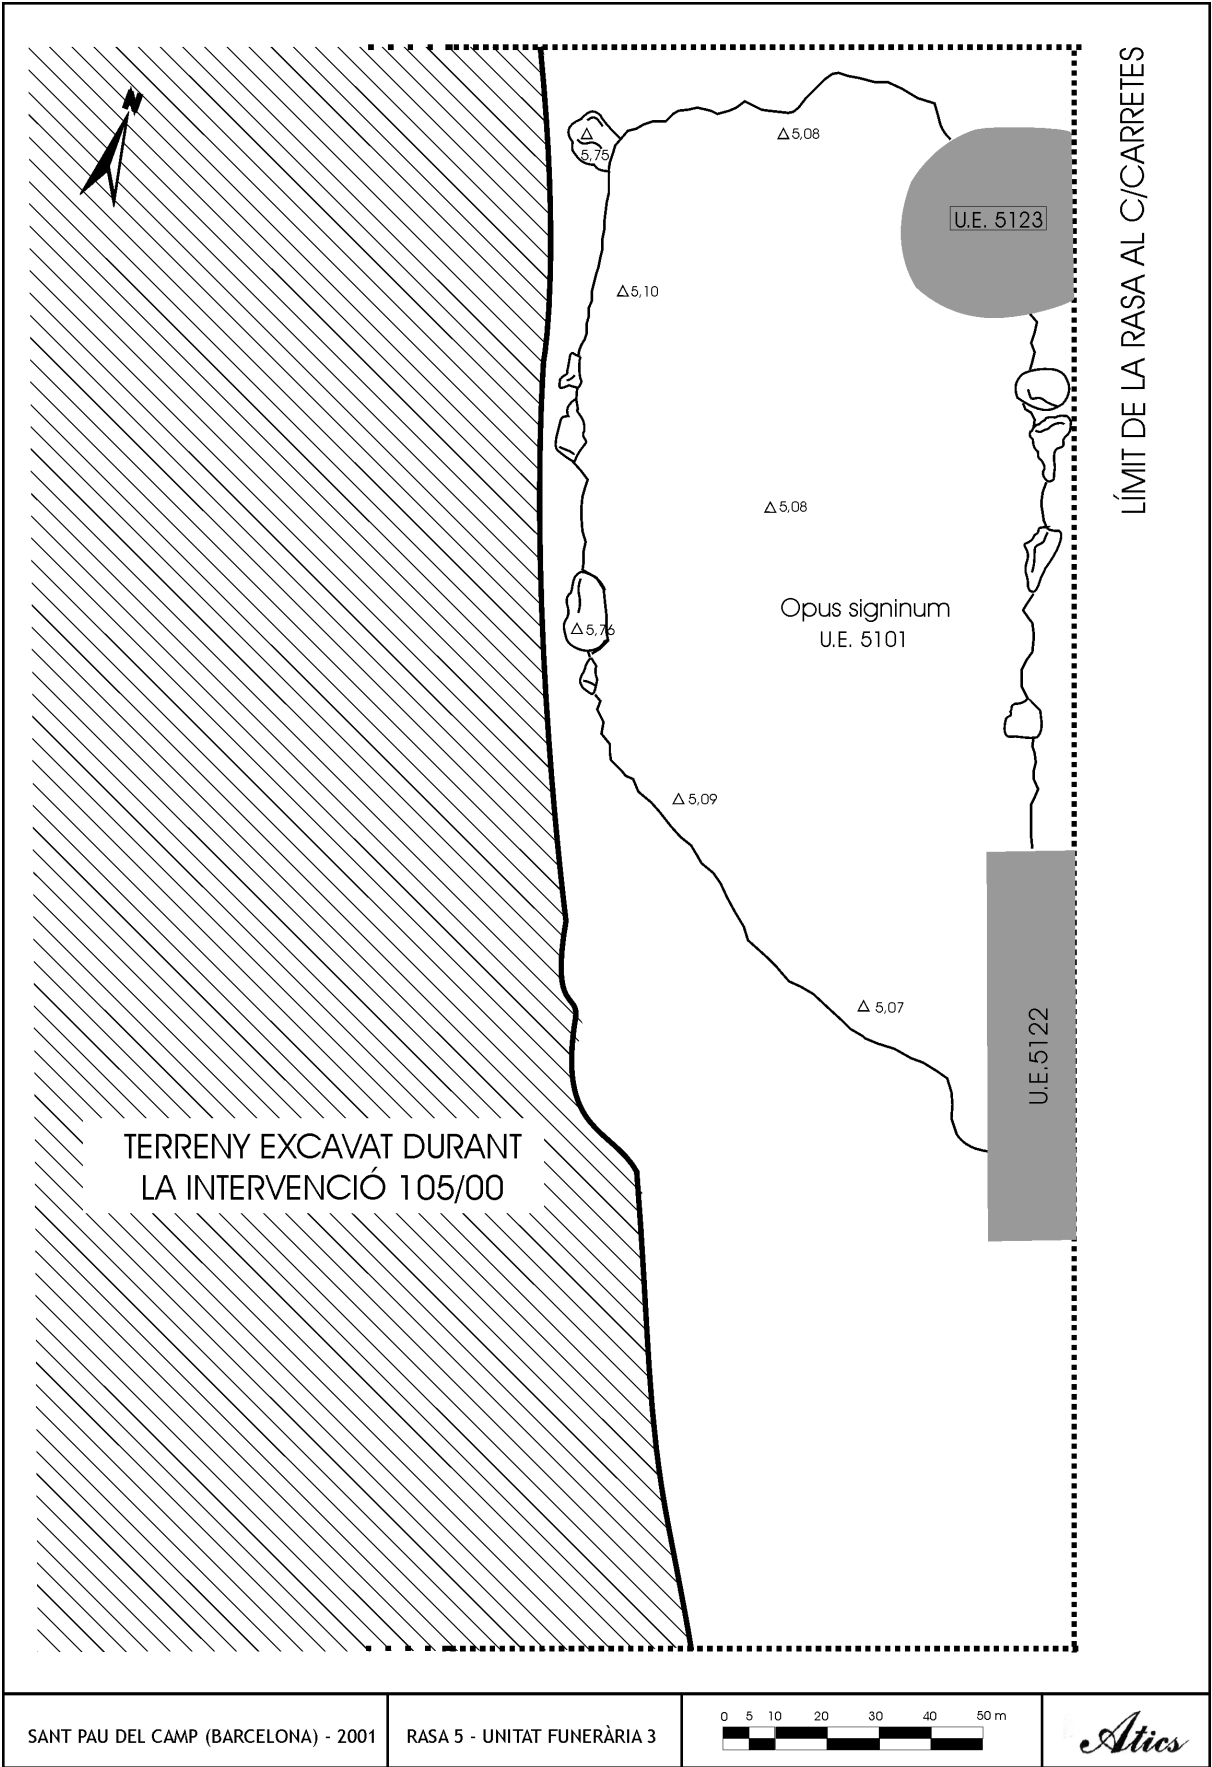 N
LÍMIT DE LA RASA AL C/CARRETES
5,75
5,08
U.E. 5123
5,10
5,08
Opus signinum
U.E. 5101
5,76
5,09
5,07
U.E.5122
TERRENY EXCAVAT DURANT
LA INTERVENCIÓ 105/00
SANT PAU DEL CAMP (BARCELONA) - 2001
RASA 5 - UNITAT FUNERÀRIA 3
0 5 10 20 30 40 50 m
Atics